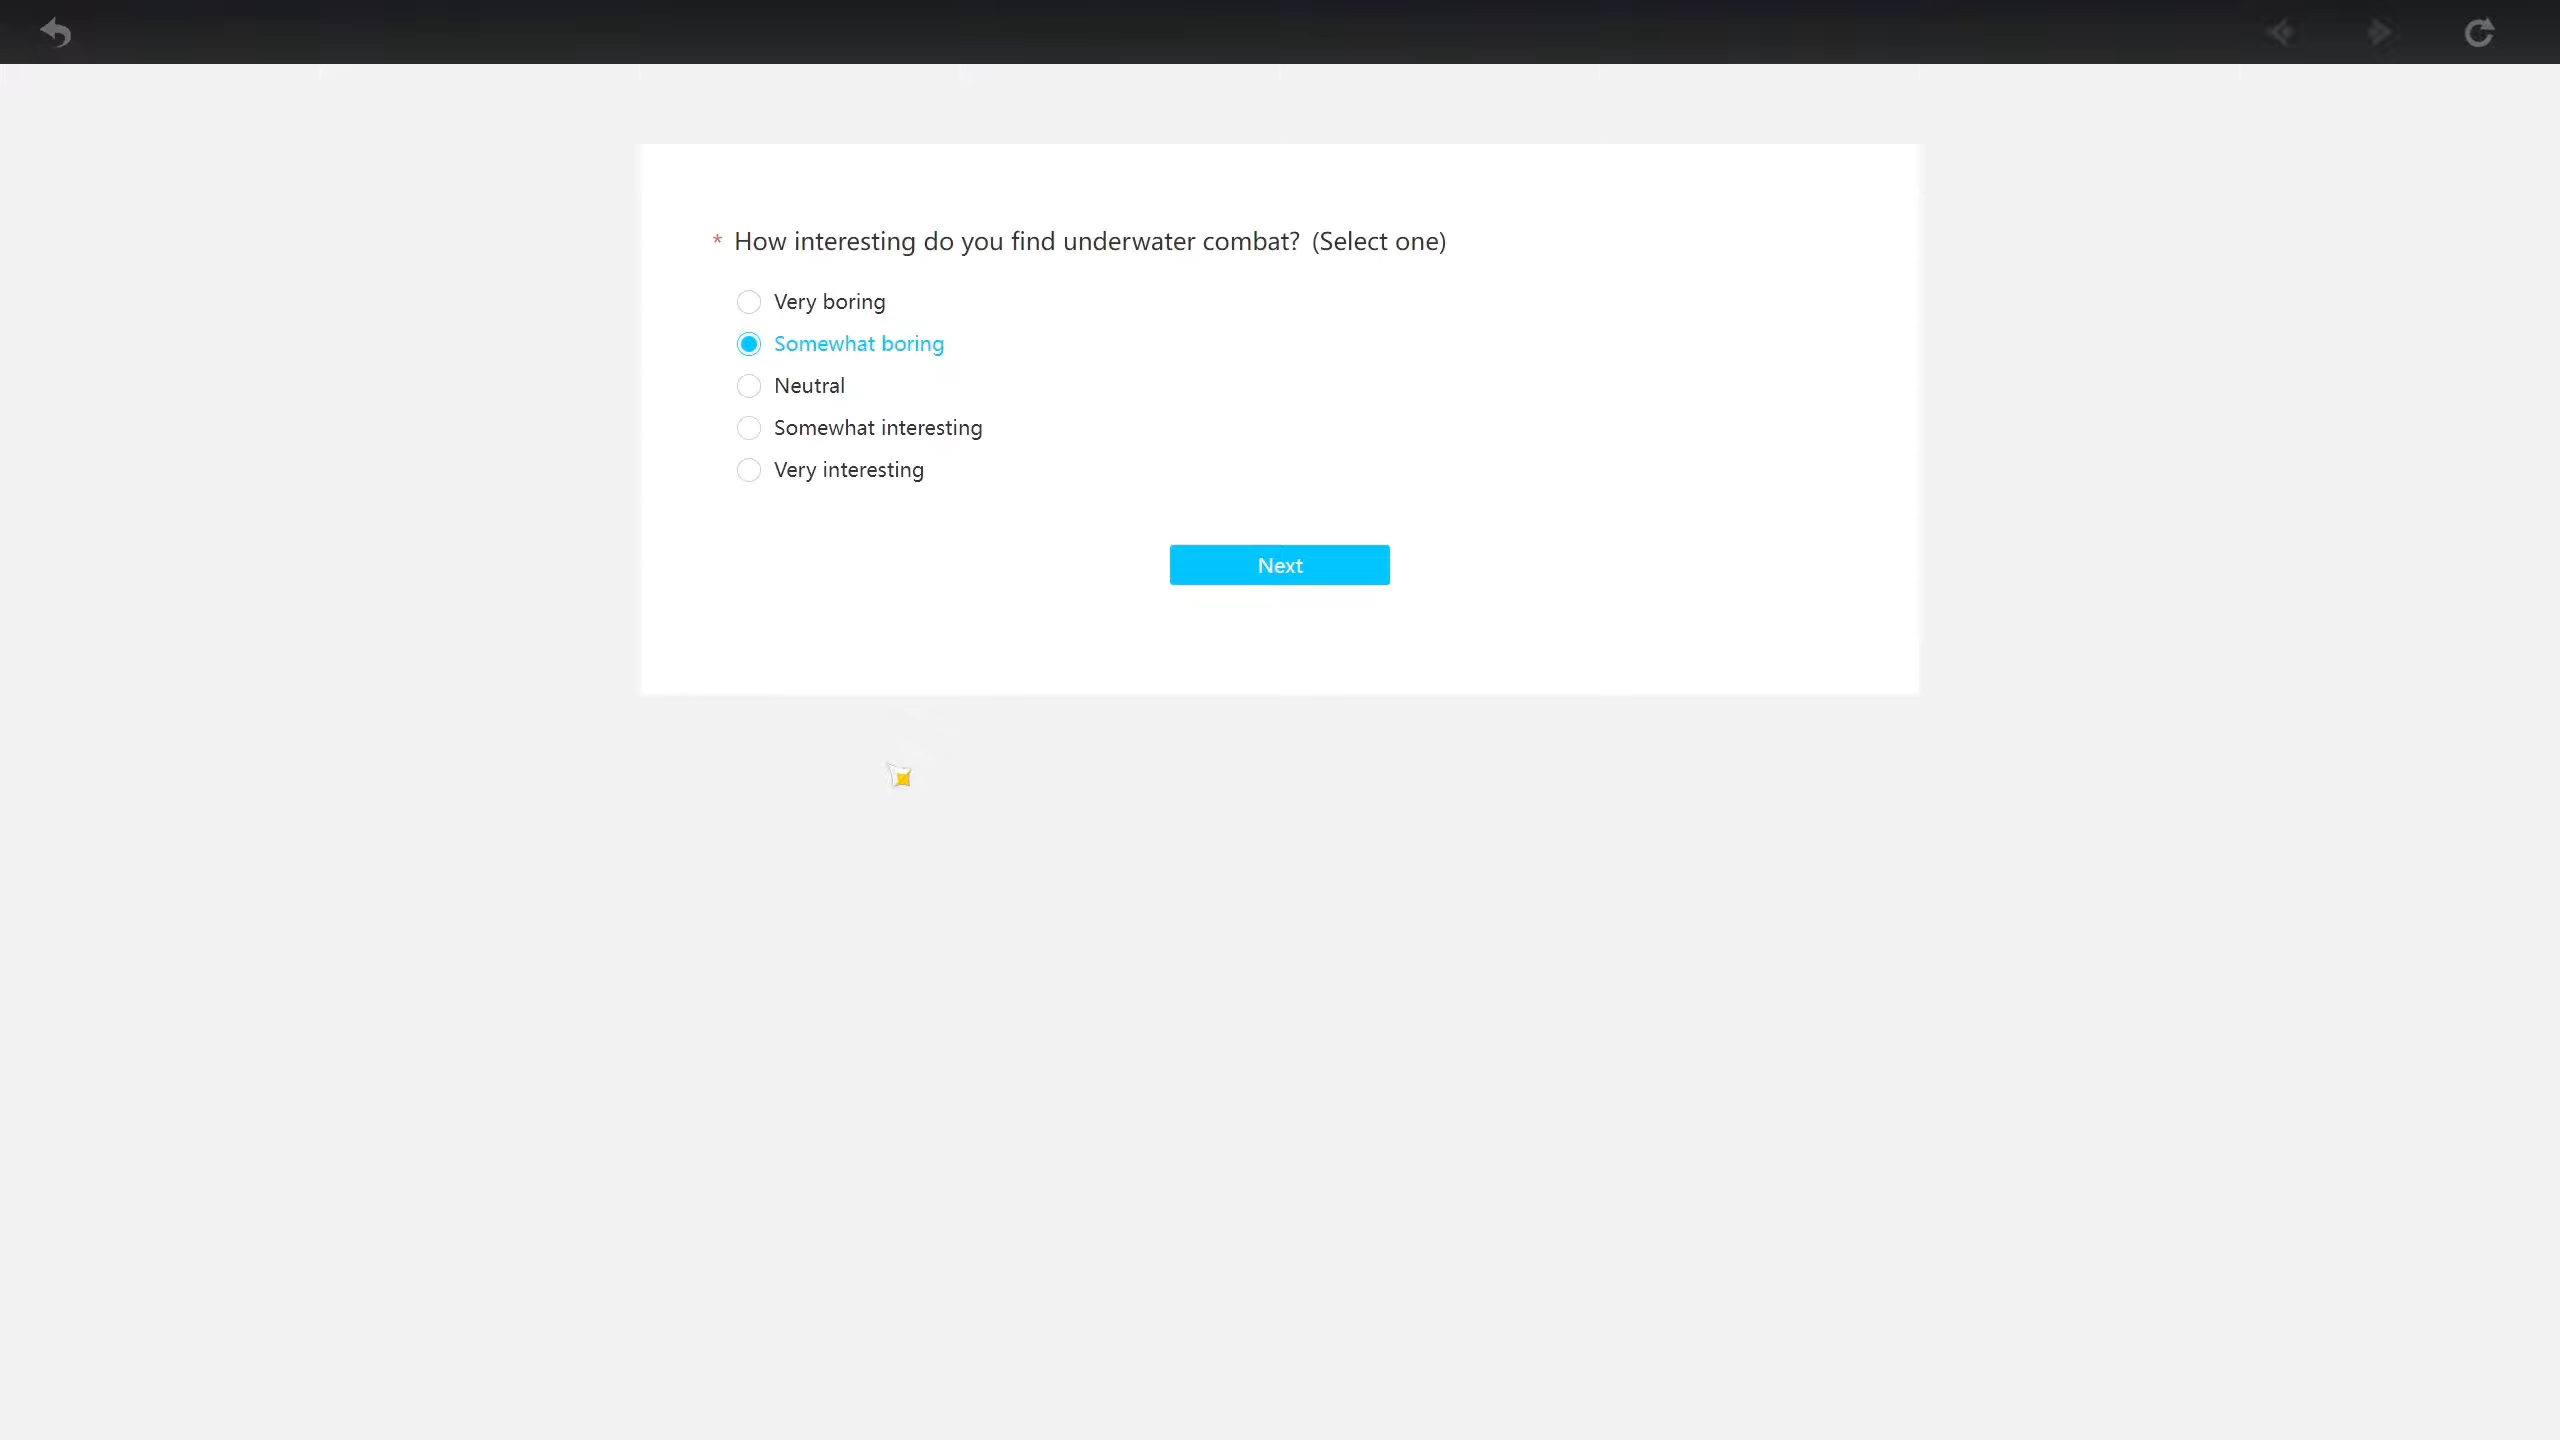 * How interesting do you find underwater combat? (Select one)
Very boring
Somewhat boring
Neutral
Somewhat interesting
Very interesting
Next